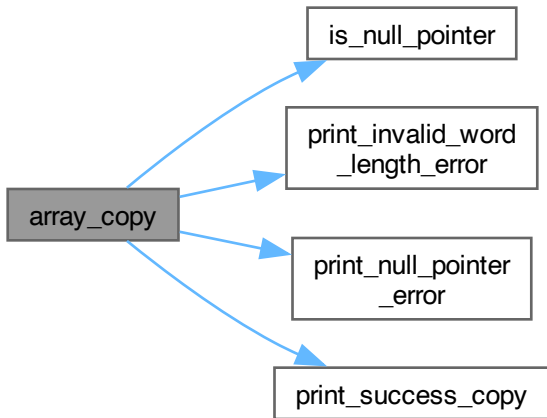 is_null_pointer
print_invalid_word
_length_error
array_copy
print_null_pointer
_error
print_success_copy